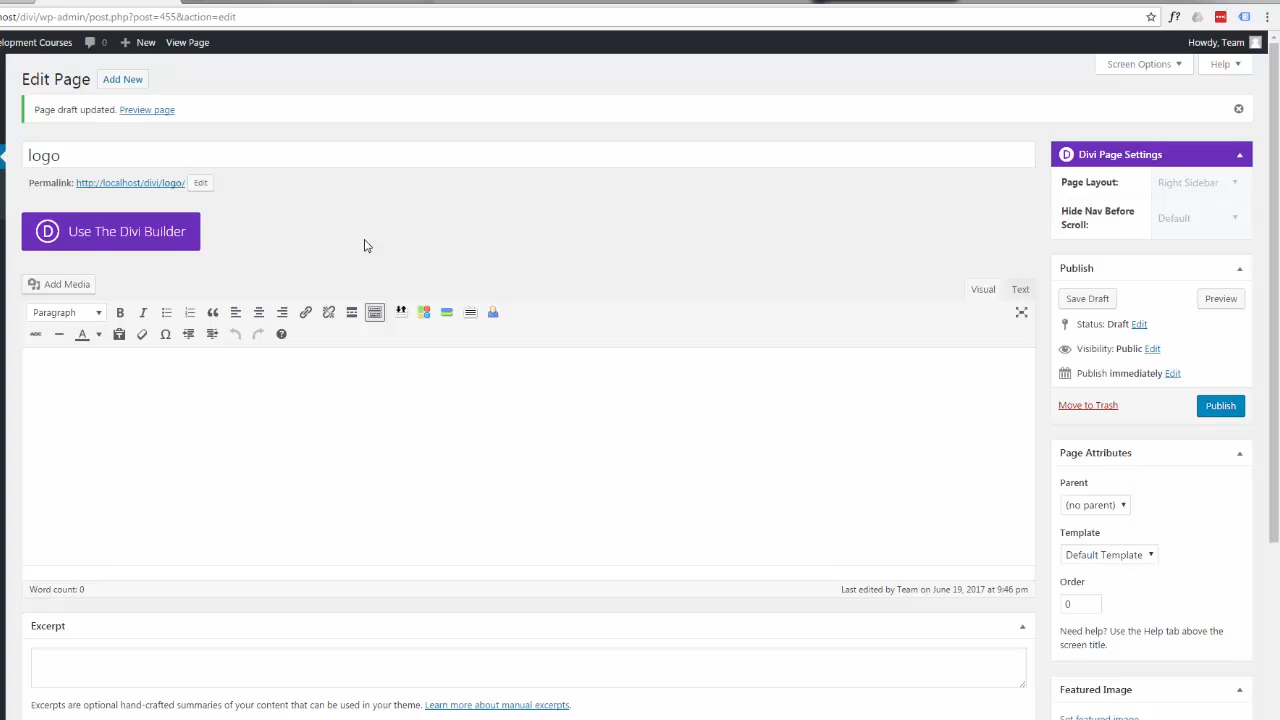 ost/divi/wp-admin/post.php?post=455&action=edit
f?
elopment Courses 0 New View Page Howdy, Team
Screen Options Help
Edit Page Add New
Page draft updated. Preview page
logo
Permalink: http://localhost/divi/logo/ Edit
D Use The Divi Builder
Add Media
Visual Text
Paragraph B I
ABC A Ω
Word count: 0 Last edited by Team on June 19, 2017 at 9:46 pm
Excerpt
Excerpts are optional hand-crafted summaries of your content that can be used in your theme. Learn more about manual excerpts.
D Divi Page Settings
Page Layout: Right Sidebar
Hide Nav Before Scroll: Default
Publish
Save Draft Preview
Status: Draft Edit
Visibility: Public Edit
Publish immediately Edit
Move to Trash Publish
Page Attributes
Parent
(no parent)
Template
Default Template
Order
0
Need help? Use the Help tab above the
screen title.
Featured Image
Set featured image